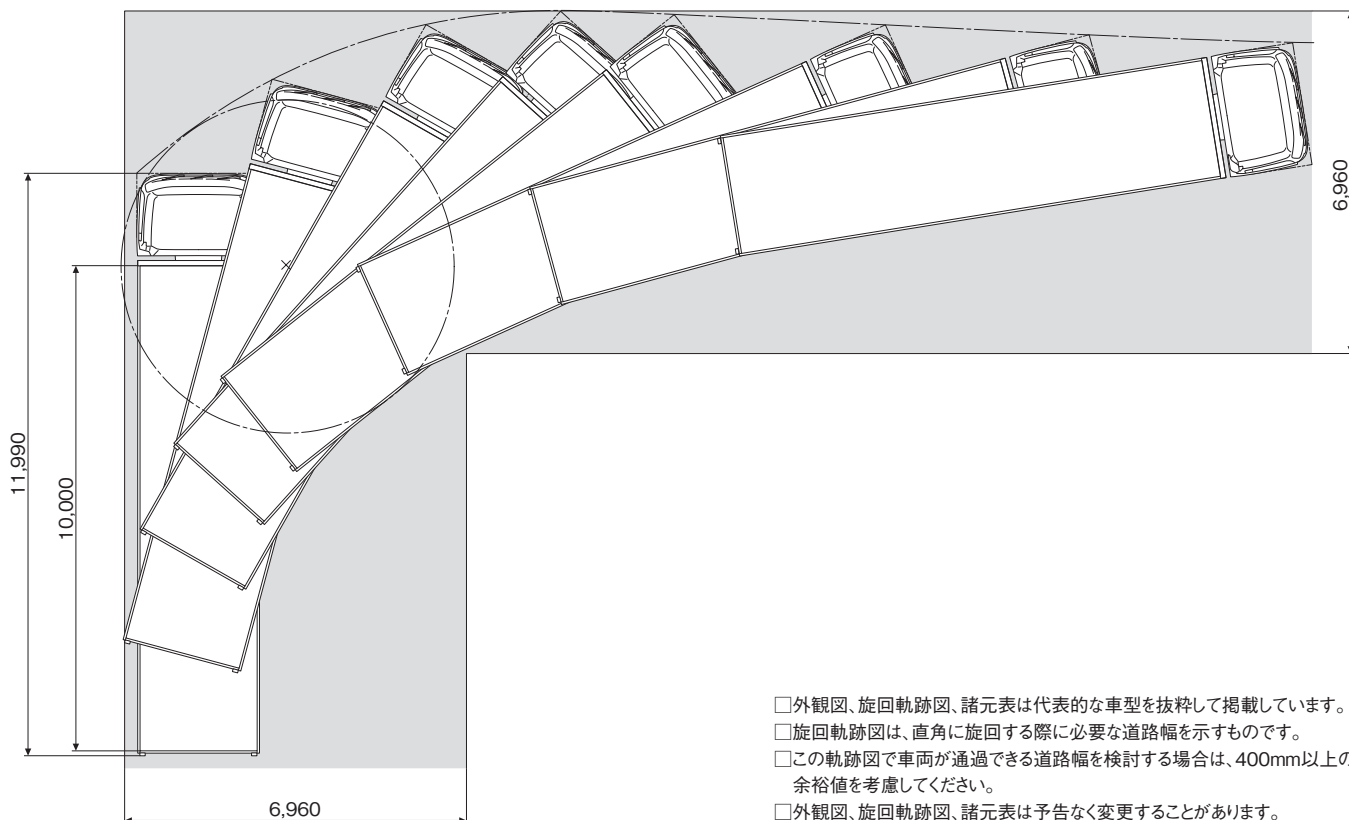 11,990
10,000
6,960
6,960
□外観図、旋回軌跡図、諸元表は代表的な車型を抜粋して掲載しています。
□旋回軌跡図は、直角に旋回する際に必要な道路幅を示すものです。
□この軌跡図で車両が通過できる道路幅を検討する場合は、400mm以上の
余裕値を考慮してください。
□外観図、旋回軌跡図、諸元表は予告なく変更することがあります。